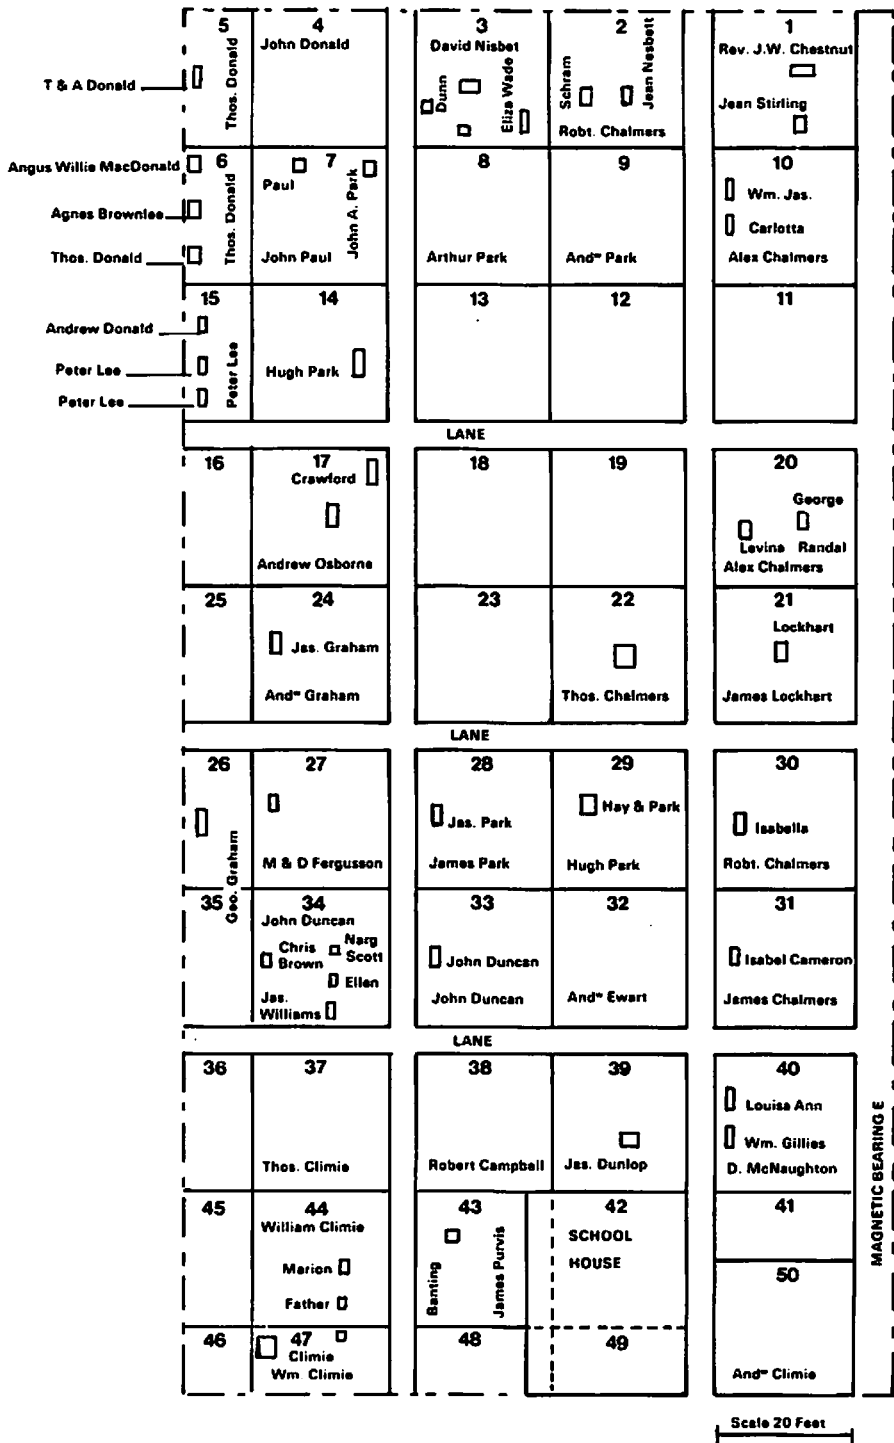 5
4
3
2
1
John Donald
David Nisbet
Rev. J.W. Chestnut
T & A Donald
Thos. Donald
Dunn
Eliza Wade
Schram
Jean Nesbett
Jean Stirling
Robt. Chalmers
Angus Willie MacDonald
6
7
8
9
10
Paul
John A. Park
Wm. Jas.
Agnes Brownlee
Thos. Donald
Carlotta
Thos. Donald
John Paul
Arthur Park
Andw Park
Alex Chalmers
15
14
13
12
11
Andrew Donald
Peter Lee
Peter Lee
Hugh Park
Peter Lee
LANE
16
17
18
19
20
Crawford
George
Levina Randal
Andrew Osborne
Alex Chalmers
25
24
23
22
21
Lockhart
Jas. Graham
Andw Graham
Thos. Chalmers
James Lockhart
LANE
26
27
28
29
30
Jas. Park
Hay & Park
Isabella
Geo. Graham
M & D Fergusson
James Park
Hugh Park
Robt. Chalmers
35
34
33
32
31
John Duncan
Chris Brown
Narg Scott
John Duncan
Isabel Cameron
Ellen
Jas. Williams
John Duncan
Andw Ewart
James Chalmers
LANE
36
37
38
39
40
Louisa Ann
Wm. Gillies
Thos. Climie
Robert Campbell
Jas. Dunlop
D. McNaughton
MAGNETIC BEARING E
45
44
43
42
41
William Climie
SCHOOL
HOUSE
Marion
Banting
James Purvis
50
Father
46
47
48
49
Climie
Wm. Climie
Andw Climie
Scale 20 Feet